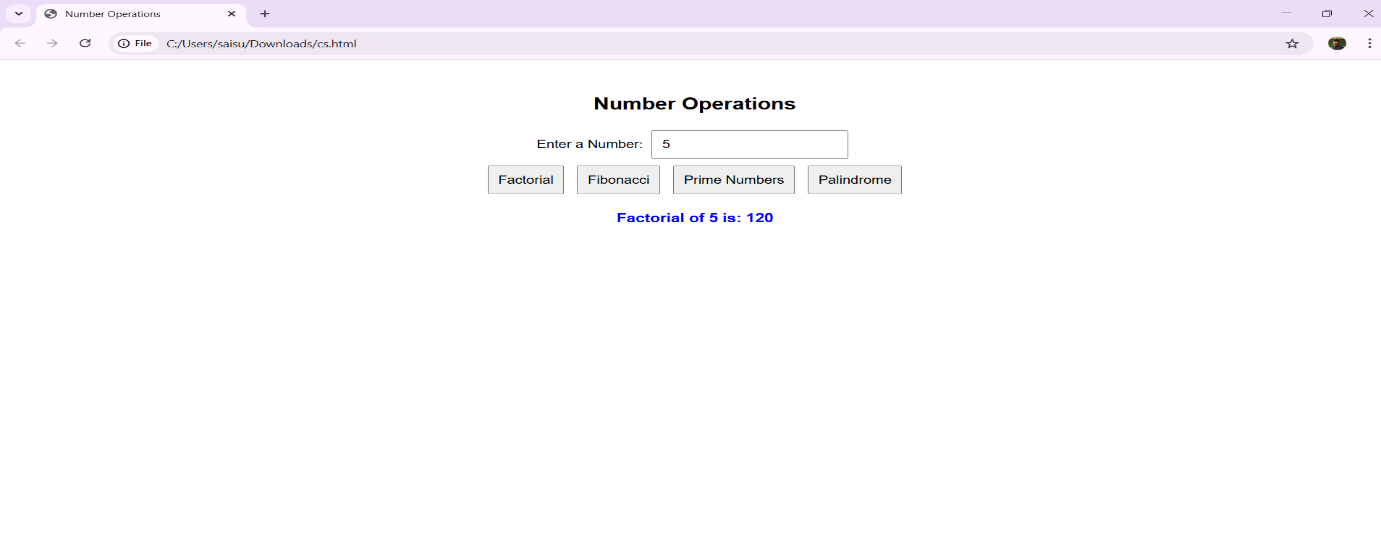 Number Operations
File C:/Users/saisu/Downloads/cs.html
Number Operations
Enter a Number: 5
Factorial Fibonacci Prime Numbers Palindrome
Factorial of 5 is: 120